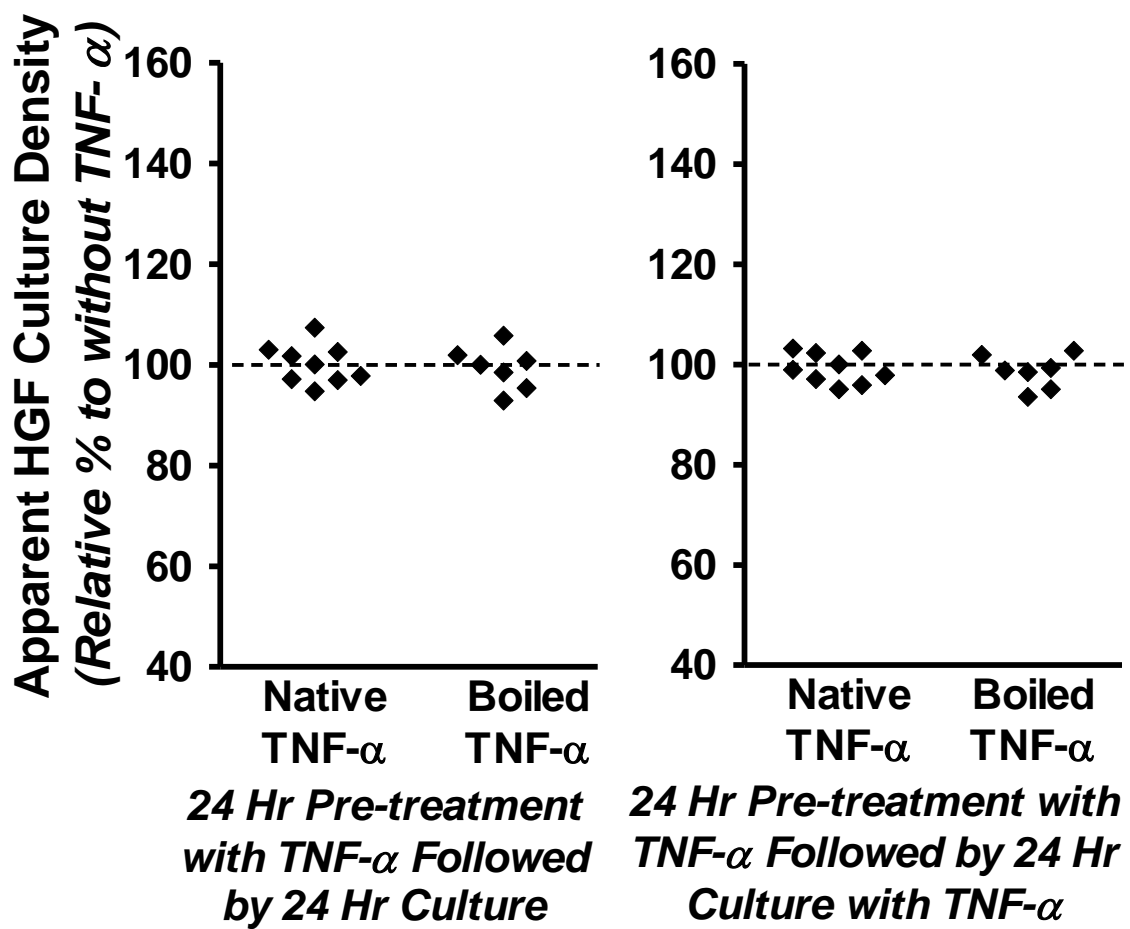 Apparent HGF Culture Density
(Relative % to without TNF- α)
160
140
120
100
80
60
40
Native
TNF-α
Boiled
TNF-α
24 Hr Pre-treatment
with TNF-α Followed
by 24 Hr Culture
160
140
120
100
80
60
40
Native
TNF-α
Boiled
TNF-α
24 Hr Pre-treatment with
TNF-α Followed by 24 Hr
Culture with TNF-α